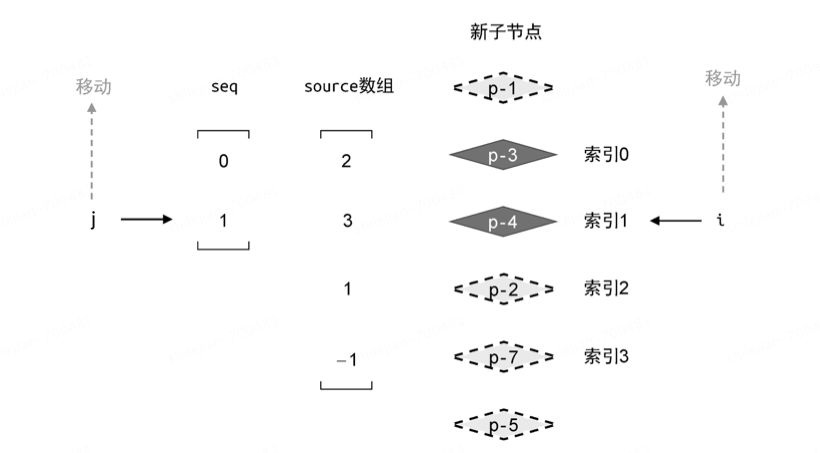 新子节点
移动 seq source数组 p-1 移动
0 2 p-3 索引0
j 1 3 p-4 索引1 i
1 p-2 索引2
-1 p-7 索引3
p-5